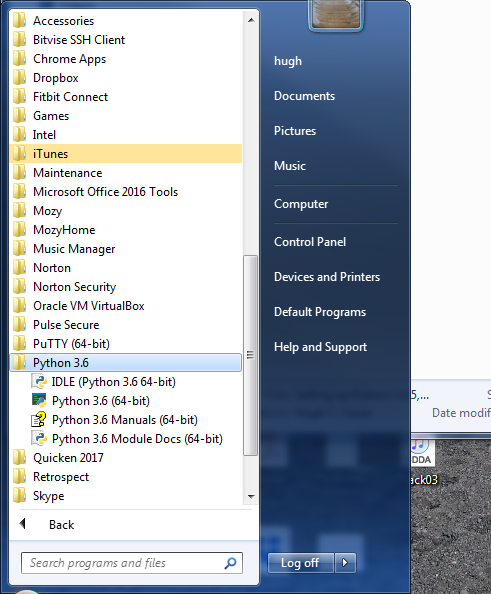 Accessories
Bitvise SSH Client
Chrome Apps
Dropbox
Fitbit Connect
Games
Intel
iTunes
Maintenance
Microsoft Office 2016 Tools
Mozy
MozyHome
Music Manager
Norton
Norton Security
Oracle VM VirtualBox
Pulse Secure
PuTTY (64-bit)
Python 3.6
IDLE (Python 3.6 64-bit)
Python 3.6 (64-bit)
Python 3.6 Manuals (64-bit)
Python 3.6 Module Docs (64-bit)
Quicken 2017
Retrospect
Skype
Back
Search programs and files
hugh
Documents
Pictures
Music
Computer
Control Panel
Devices and Printers
Default Programs
Help and Support
Log off
5,...
S
Date modif
DDA
ack03